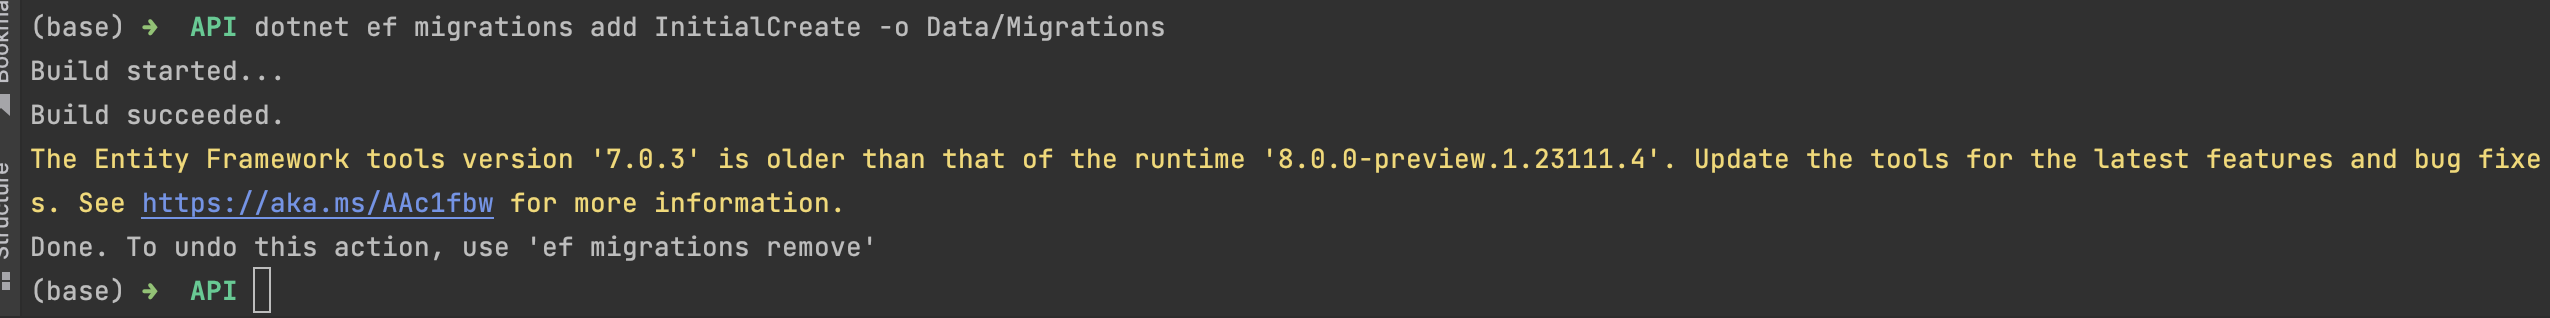 Bookma
Structure
(base) ➜ API dotnet ef migrations add InitialCreate -o Data/Migrations
Build started...
Build succeeded.
The Entity Framework tools version '7.0.3' is older than that of the runtime '8.0.0-preview.1.23111.4'. Update the tools for the latest features and bug fixe
s. See https://aka.ms/AAc1fbw for more information.
Done. To undo this action, use 'ef migrations remove'
(base) ➜ API